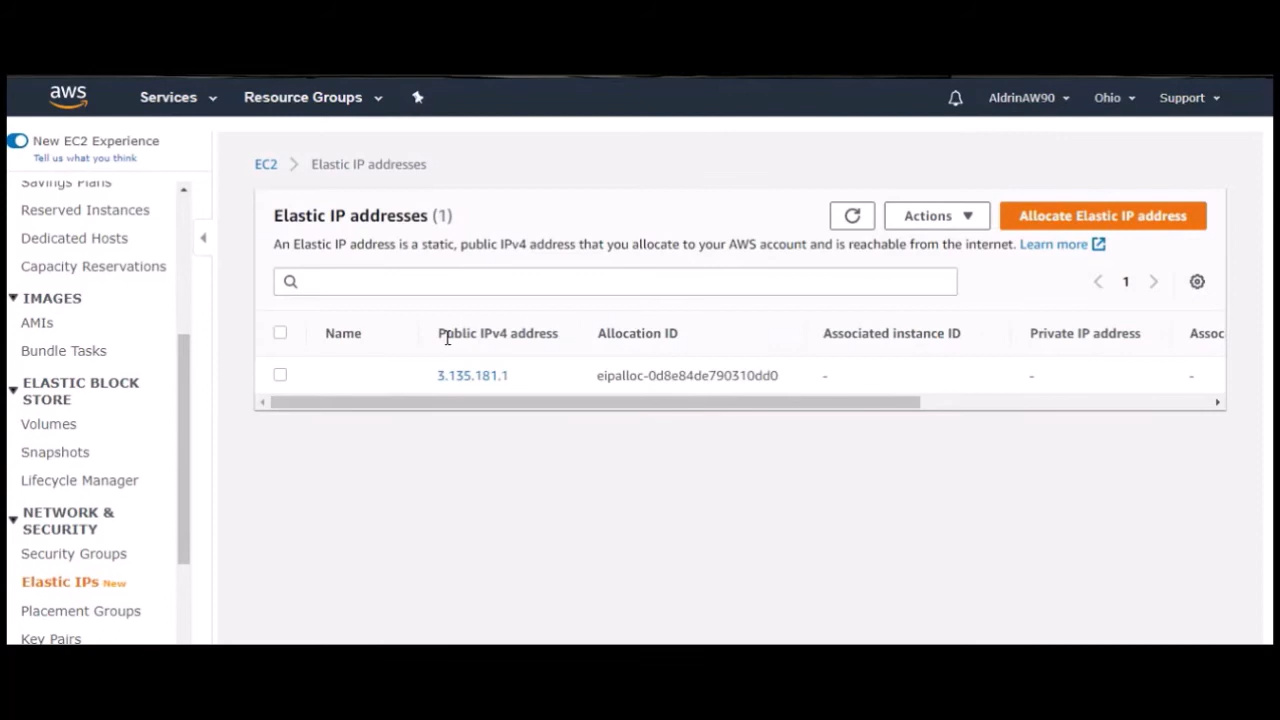 aws
Services
Resource Groups
AldrinAW90
Ohio
Support
New EC2 Experience
Tell us what you think
Savings Plans
Reserved Instances
Dedicated Hosts
Capacity Reservations
IMAGES
AMIs
Bundle Tasks
ELASTIC BLOCK
STORE
Volumes
Snapshots
Lifecycle Manager
NETWORK &
SECURITY
Security Groups
Elastic IPs New
Placement Groups
Key Pairs
EC2 > Elastic IP addresses
Elastic IP addresses (1)
Actions
Allocate Elastic IP address
An Elastic IP address is a static, public IPv4 address that you allocate to your AWS account and is reachable from the internet. Learn more
1
Name Public IPv4 address Allocation ID Associated instance ID Private IP address Assoc
3.135.181.1 eipalloc-0d8e84de790310dd0 - - -